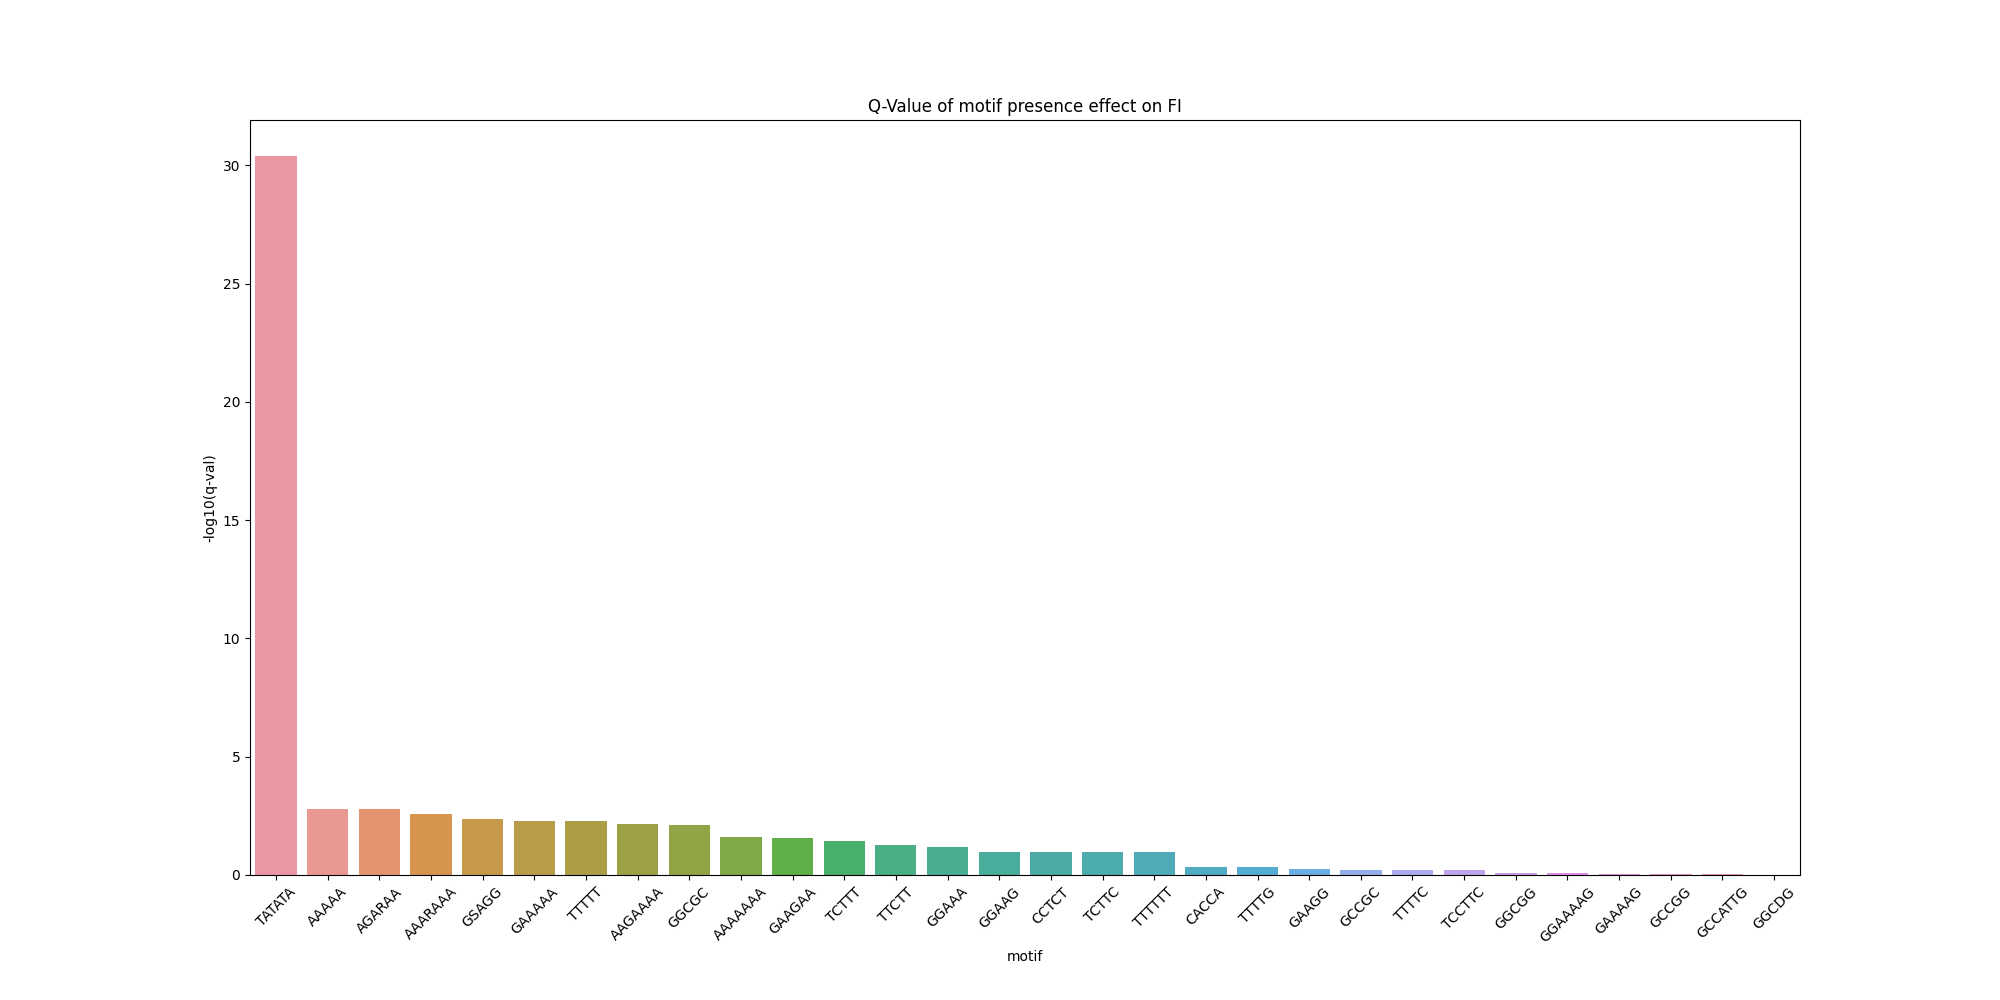 Q-Value of motif presence effect on FI
30
25
20
15
10
5
0
-log10(q-val)
TATATA
AAAAA
AGARAA
AAARAAA
GSAGG
GAAAAA
TTTTT
AAGAAAA
GGCGC
AAAAAAA
GAAGAA
TCTTT
TTCTT
GGAAA
GGAAG
CCTCT
TCTTC
TTTTTT
CACCA
TTTTG
GAAGG
GCCGC
TTTTC
TCCTTC
GGCGG
GGAAAAG
GAAAAG
GCCGG
GCCATTG
GGCDG
motif